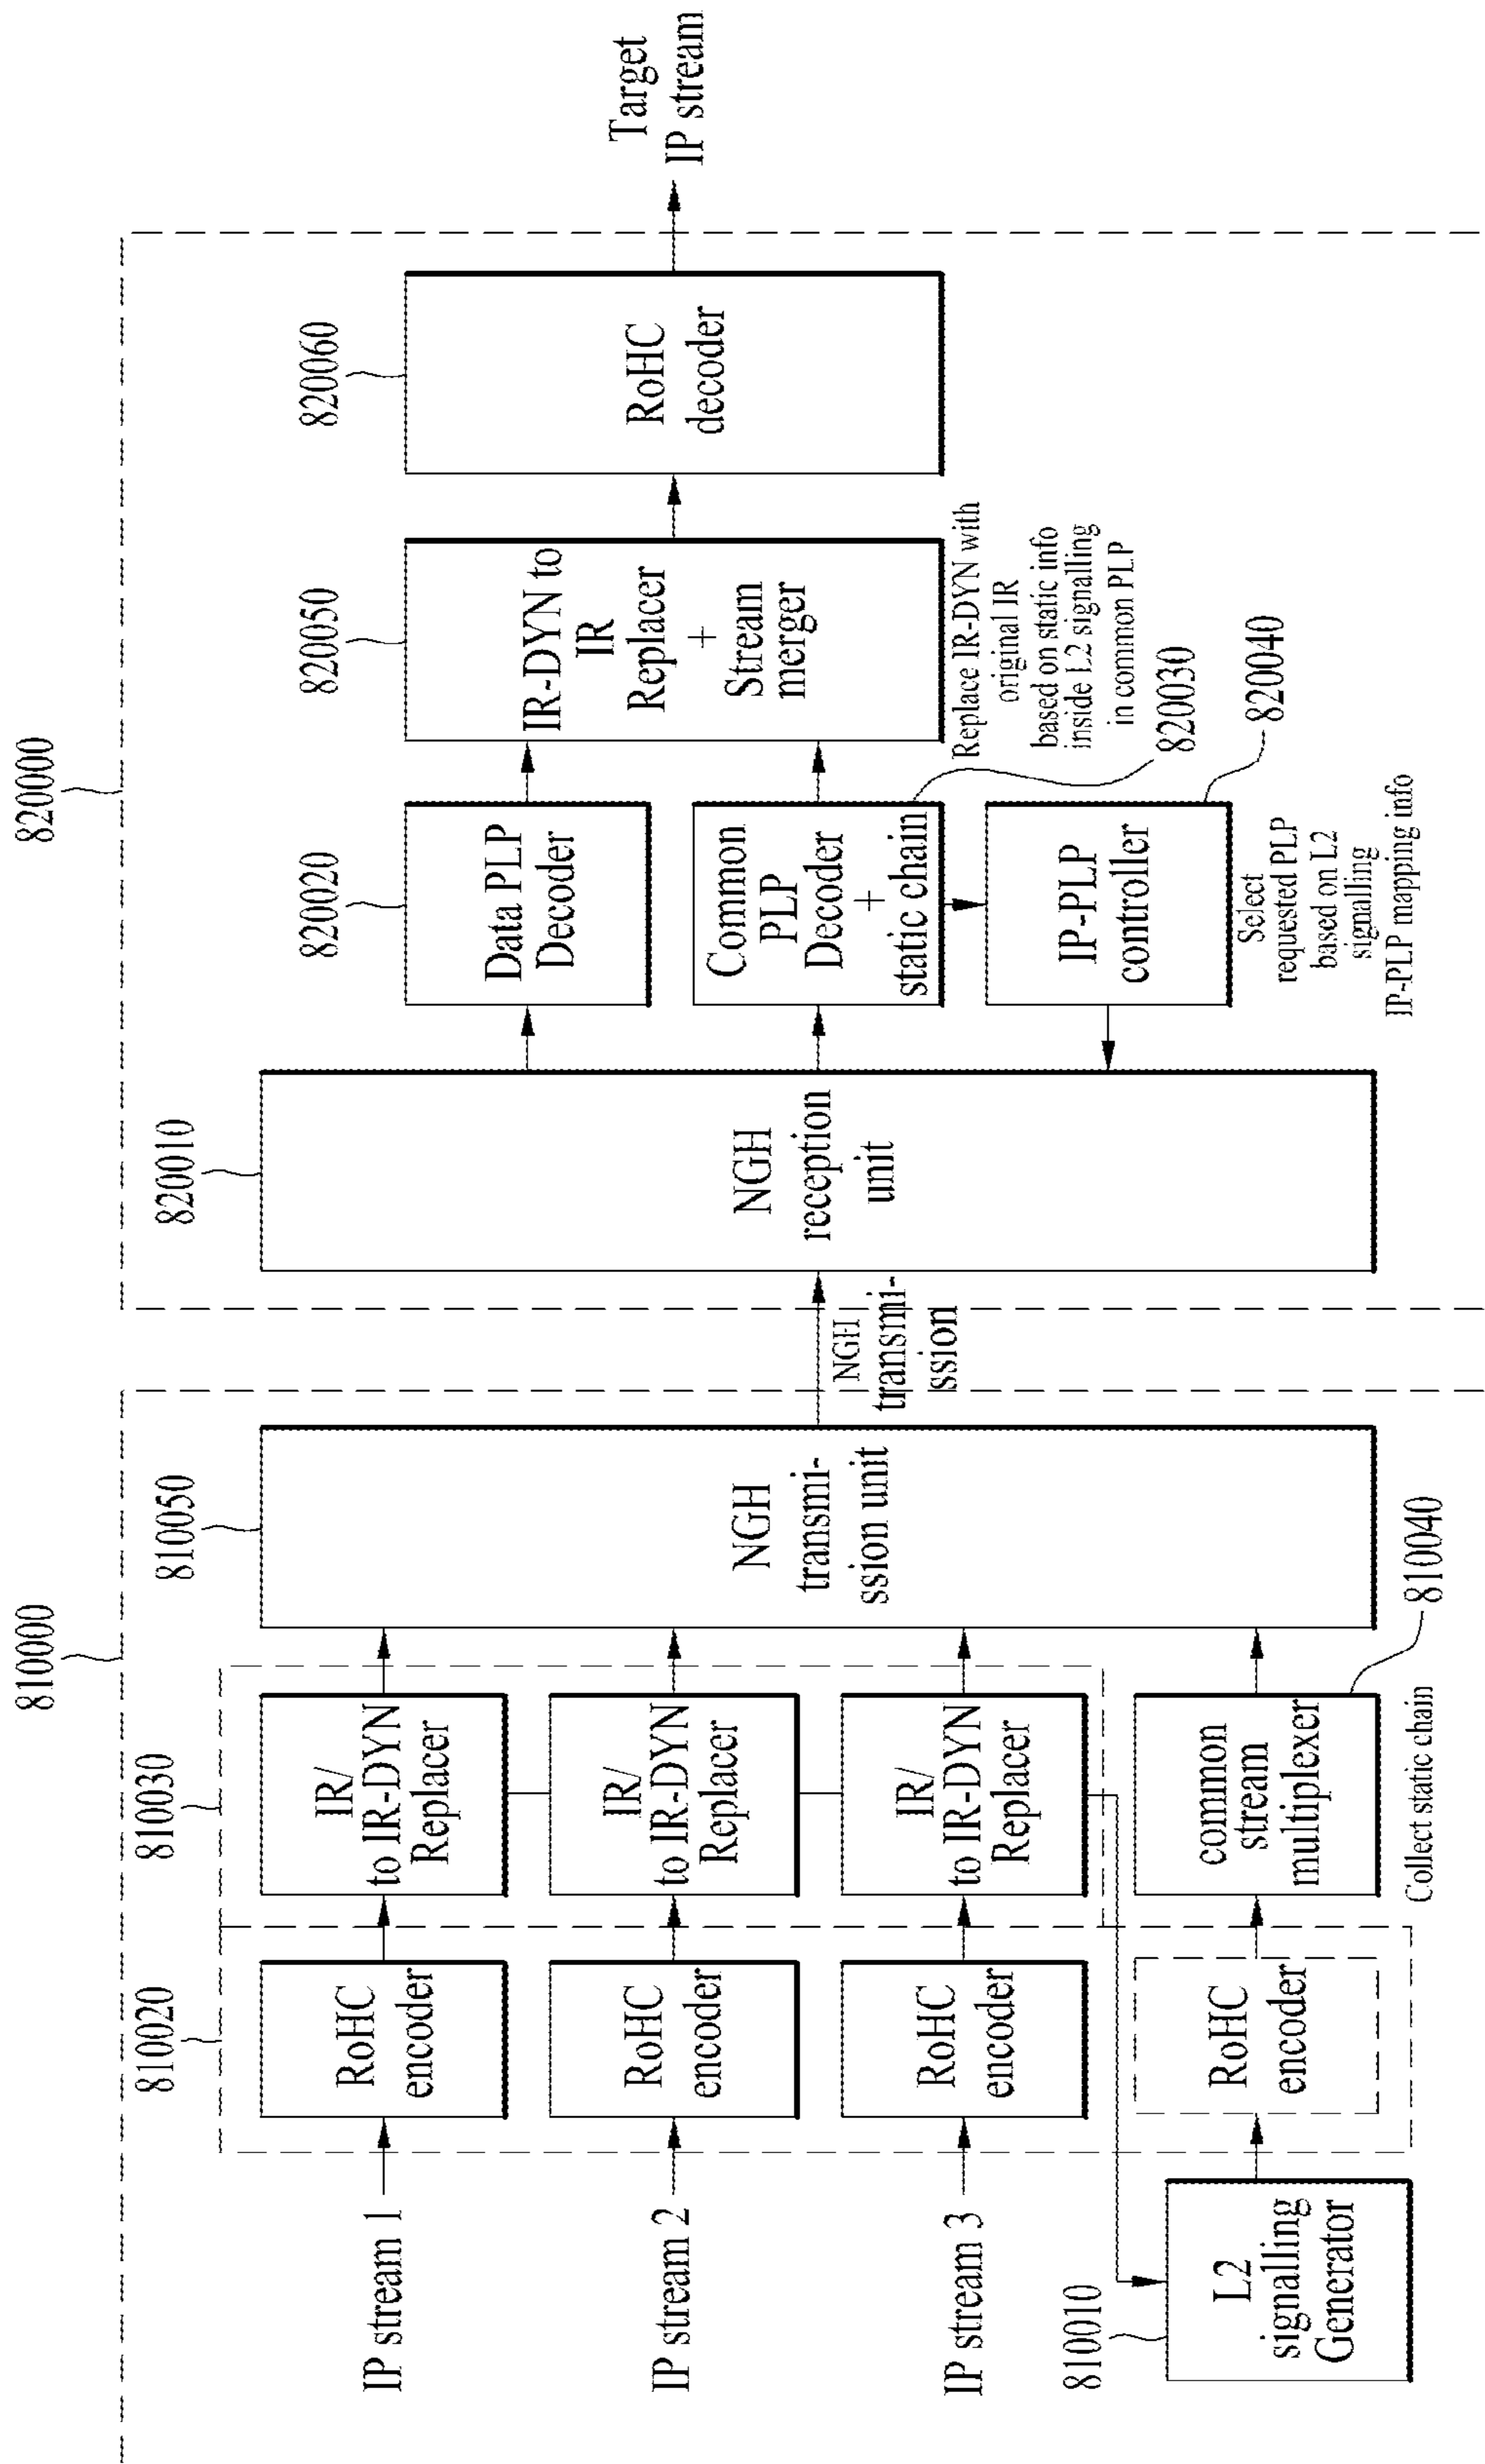 810000
820000
810020
810030
810050
820010
820020
820050
820060
IP stream 1
RoHC
encoder
IR/
to IR-DYN
Replacer
IP stream 2
RoHC
encoder
IR/
to IR-DYN
Replacer
IP stream 3
RoHC
encoder
IR/
to IR-DYN
Replacer
810010
L2
signalling
Generator
RoHC
encoder
common
stream
multiplexer
Collect static chain
810040
NGH
transmi-
ssion unit
NGH
transmi-
ssion
NGH
reception
unit
Data PLP
Decoder
Common
PLP
Decoder
+
static chain
820030
IP-PLP
controller
820040
Select
requested PLP
based on L2
signalling
IP-PLP mapping info
IR-DYN to
IR
Replacer
+
Stream
merger
Replace IR-DYN with
original IR
based on static info
inside L2 signalling
in common PLP
RoHC
decoder
Target
IP stream